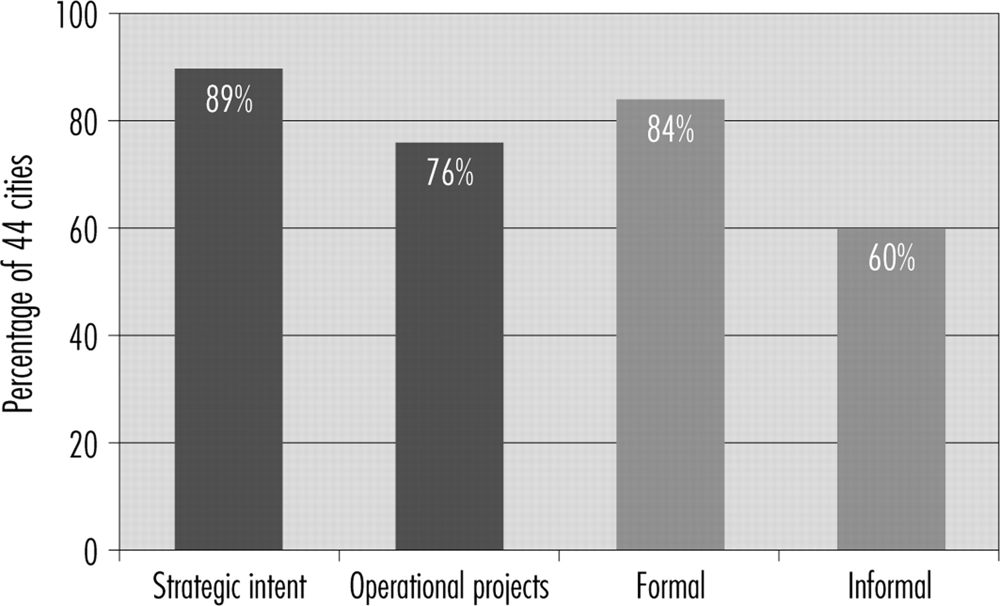 Percentage of 44 cities
100
80
60
40
20
0
89%
76%
84%
60%
Strategic intent
Operational projects
Formal
Informal